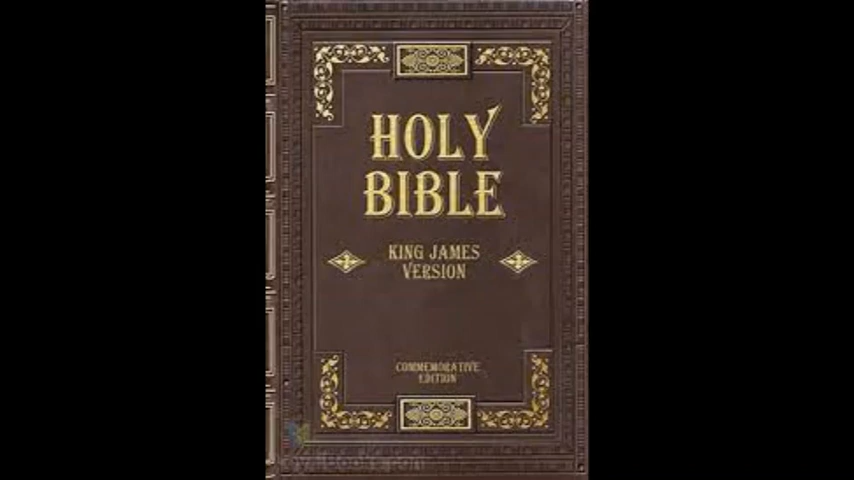 HOLY
BIBLE
KING JAMES
VERSION
COMMEMORATIVE
EDITION